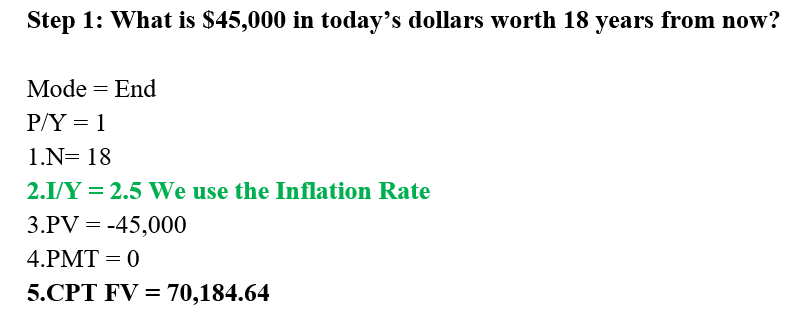 Step 1: What is $45,000 in today’s dollars worth 18 years from now?
Mode = End
P/Y = 1
1.N= 18
2.I/Y = 2.5 We use the Inflation Rate
3.PV = -45,000
4.PMT = 0
5.CPT FV = 70,184.64